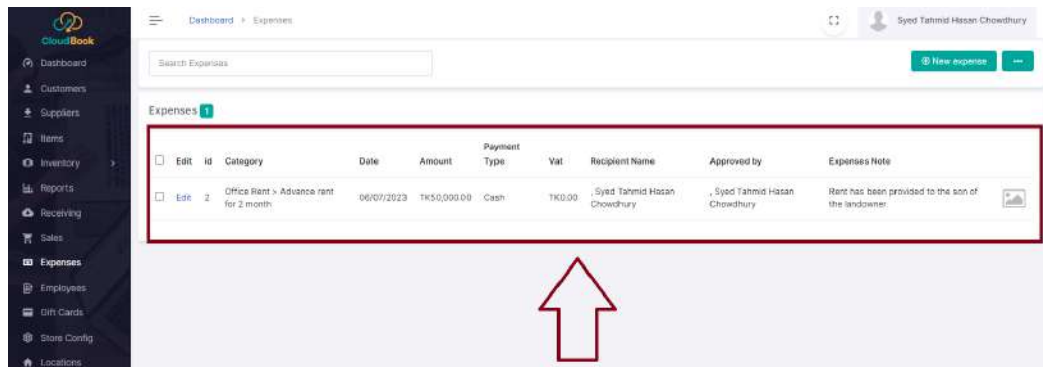 CloudBook
Dashboard > Expenses
Syed Tahmid Hasan Chowdhury
Dashboard
Customers
Suppliers
Items
Inventory >
Reports
Receiving
Sales
Expenses
Employees
Gift Cards
Store Config
Locations
Search Expenses
New expense
Expenses 1
Edit Id Category Date Amount Payment Type Vat Recipient Name Approved by Expenses Note
Edit 2 Office Rent > Advance rent for 2 month 06/07/2023 TK50,000.00 Cash TK0.00 , Syed Tahmid Hasan Chowdhury , Syed Tahmid Hasan Chowdhury Rent has been provided to the son of the landowner